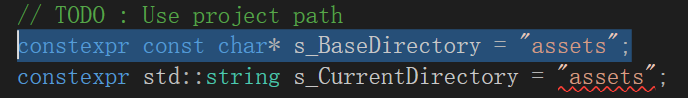 // TODO : Use project path
constexpr const char* s_BaseDirectory = "assets";
constexpr std::string s_CurrentDirectory = "assets";